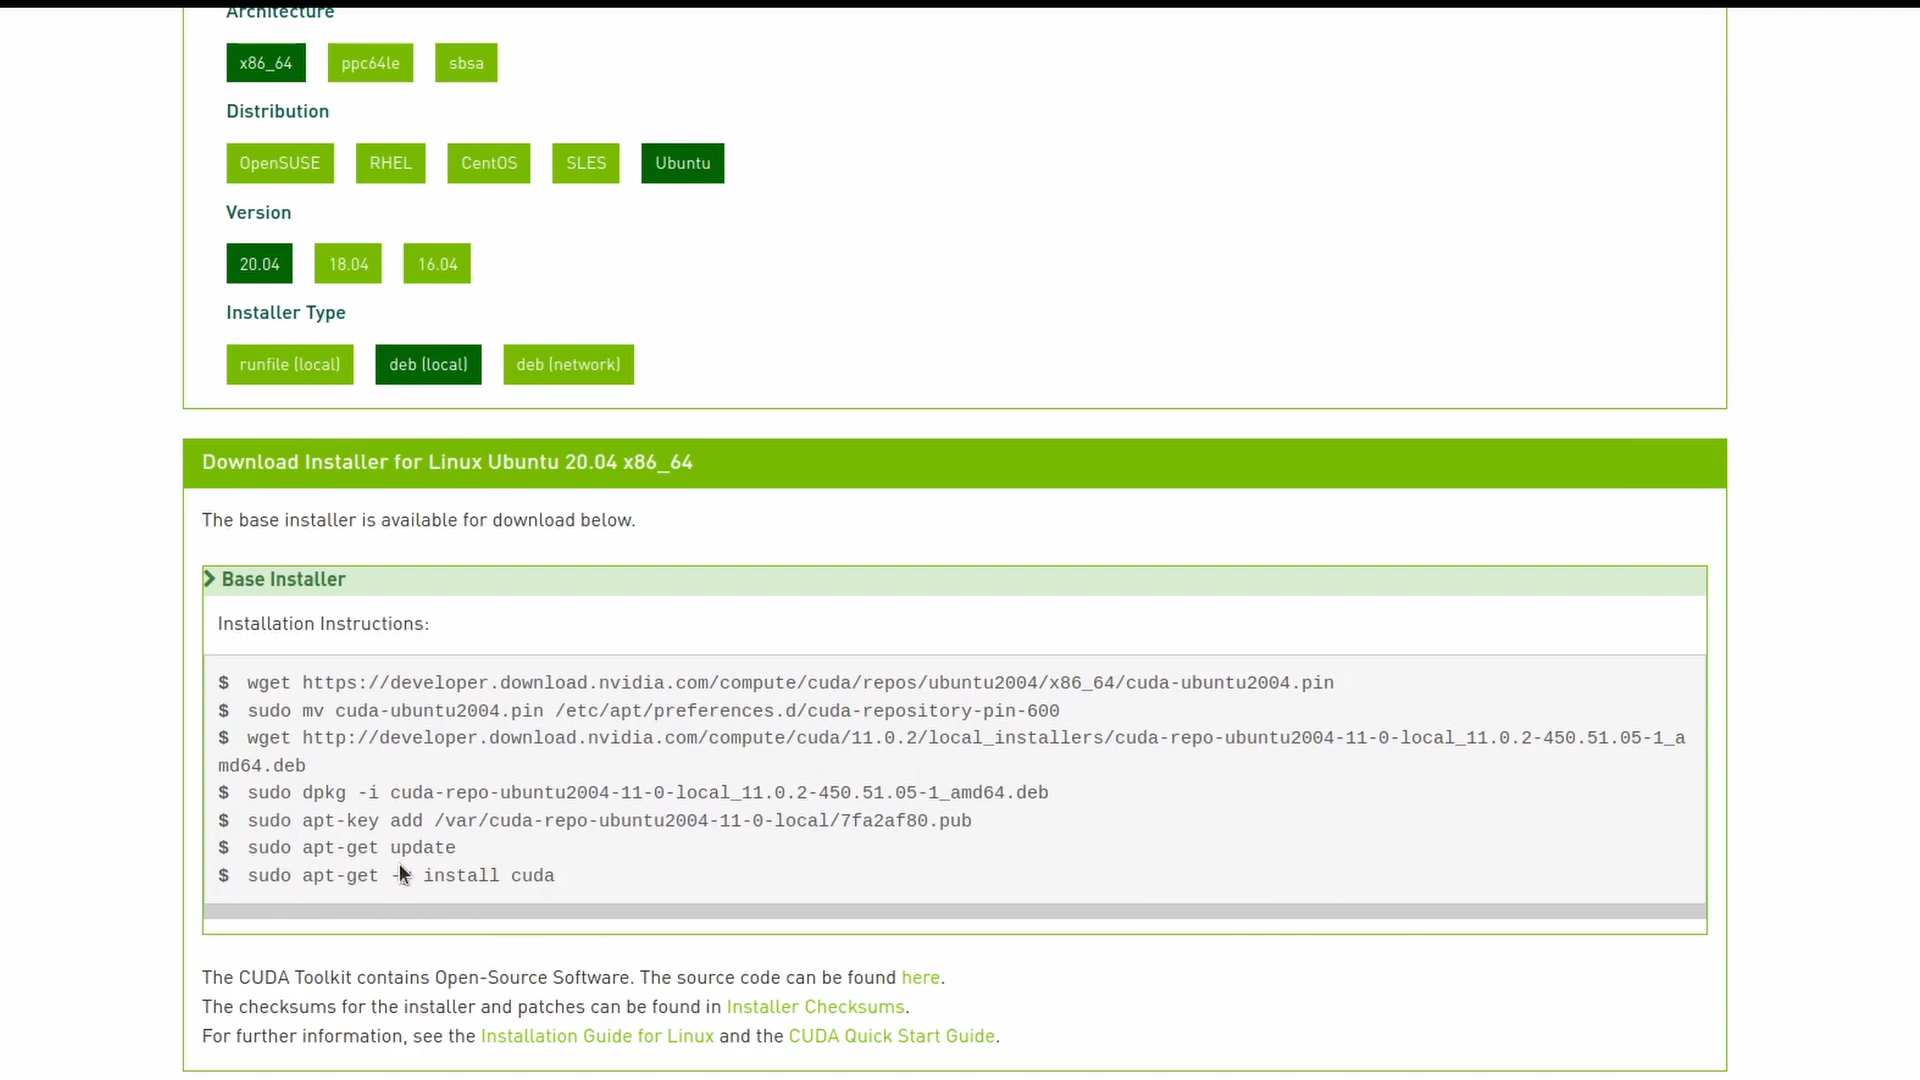 Architecture
x86_64 ppc64le sbsa
Distribution
OpenSUSE RHEL CentOS SLES Ubuntu
Version
20.04 18.04 16.04
Installer Type
runfile (local) deb (local) deb (network)
Download Installer for Linux Ubuntu 20.04 x86_64
The base installer is available for download below.
Base Installer
Installation Instructions:
$ wget https://developer.download.nvidia.com/compute/cuda/repos/ubuntu2004/x86_64/cuda-ubuntu2004.pin
$ sudo mv cuda-ubuntu2004.pin /etc/apt/preferences.d/cuda-repository-pin-600
$ wget http://developer.download.nvidia.com/compute/cuda/11.0.2/local_installers/cuda-repo-ubuntu2004-11-0-local_11.0.2-450.51.05-1_a
md64.deb
$ sudo dpkg -i cuda-repo-ubuntu2004-11-0-local_11.0.2-450.51.05-1_amd64.deb
$ sudo apt-key add /var/cuda-repo-ubuntu2004-11-0-local/7fa2af80.pub
$ sudo apt-get update
$ sudo apt-get install cuda
The CUDA Toolkit contains Open-Source Software. The source code can be found here.
The checksums for the installer and patches can be found in Installer Checksums.
For further information, see the Installation Guide for Linux and the CUDA Quick Start Guide.